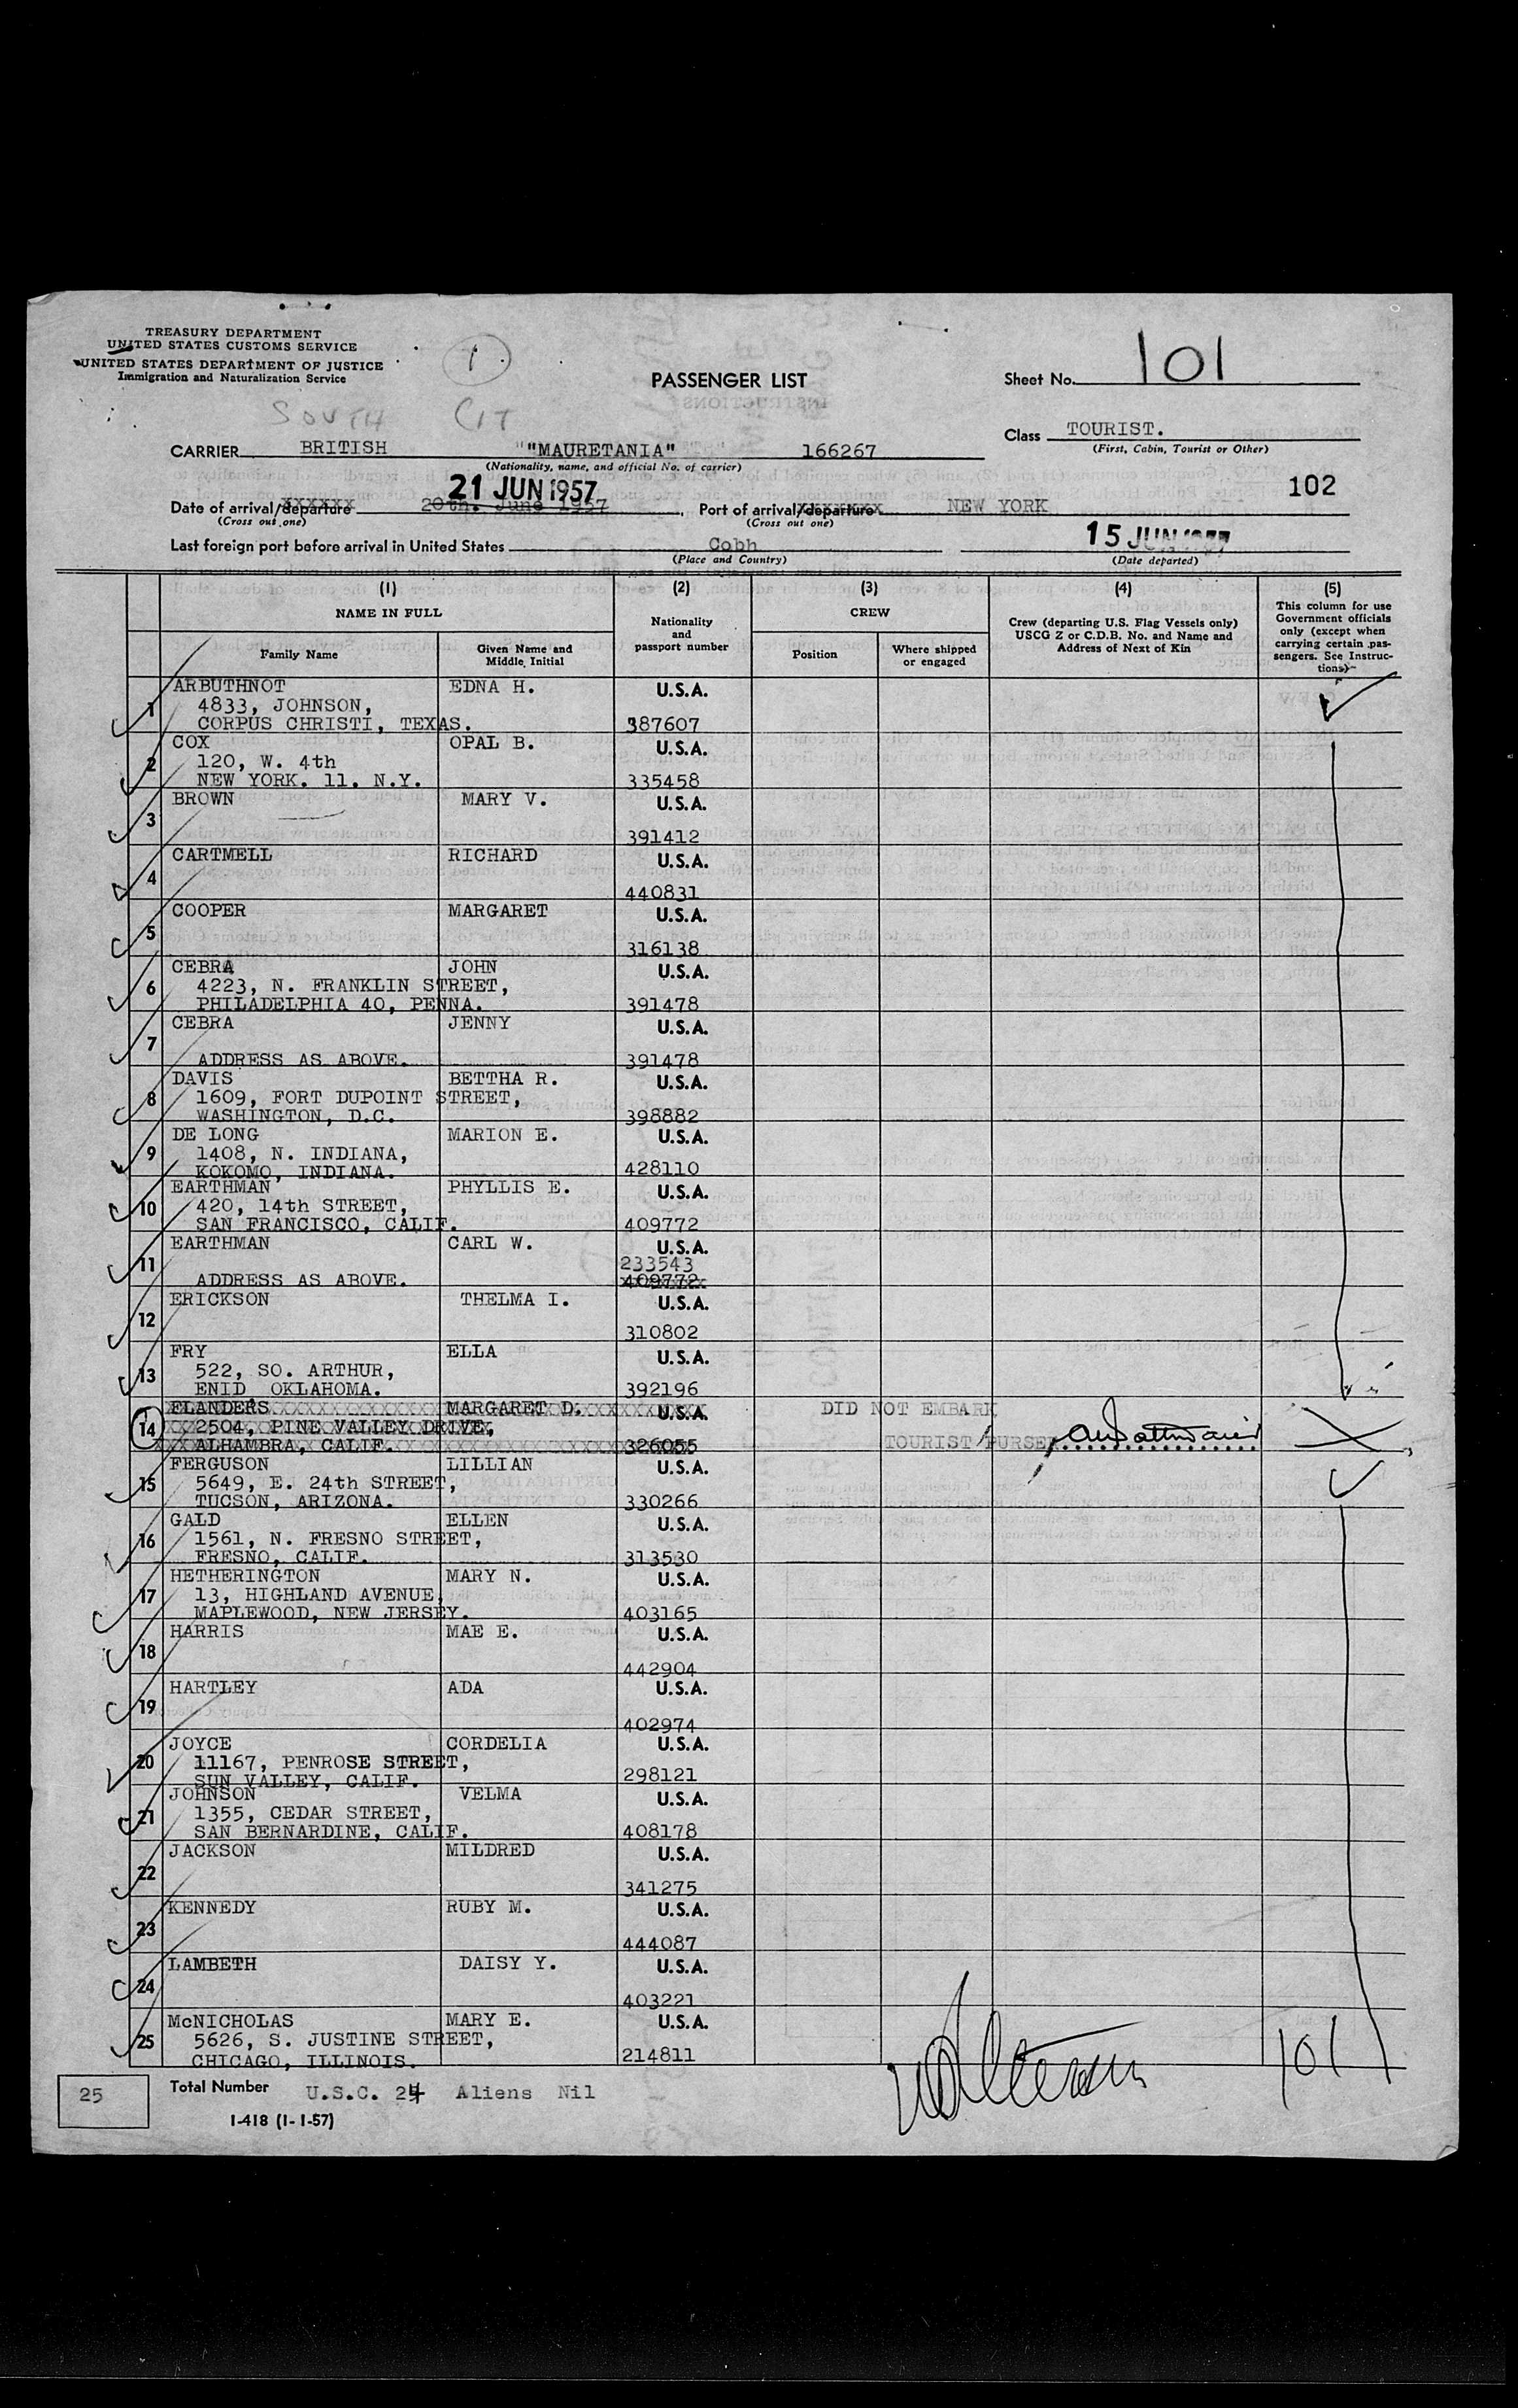 TREASURY DEPARTMENT
UNITED STATES CUSTOMS SERVICE
UNITED STATES DEPARTMENT OF JUSTICE
Immigration and Naturalization Service
1
PASSENGER LIST
Sheet No. 101
SOUTH CIT
Class TOURIST.
(First, Cabin, Tourist or Other)
CARRIER BRITISH "MAURETANIA" 166267
(Nationality, name, and official No. of carrier)
21 JUN 1957
102
Date of arrival/departure 20th. June 1957, Port of arrival/departure NEW YORK
(Cross out one) (Cross out one)
Last foreign port before arrival in United States Cobh 15 JUN
(Place and Country) (Date departed)
(1) (2) (3) (4) (5)
NAME IN FULL
Nationality and passport number
CREW
Crew (departing U.S. Flag Vessels only) USCG Z or C.D.B. No. and Name and Address of Next of Kin
This column for use Government officials only (except when carrying certain passengers. See Instructions)
Family Name
Given Name and Middle Initial
Position
Where shipped or engaged
1 ARBUTHNOT EDNA H. U.S.A.
4833, JOHNSON,
CORPUS CHRISTI, TEXAS. 387607
2 COX OPAL B. U.S.A.
120, W. 4th
NEW YORK. 11. N.Y. 335458
3 BROWN MARY V. U.S.A.
391412
4 CARTMELL RICHARD U.S.A.
440831
5 COOPER MARGARET U.S.A.
316138
6 CEBRA JOHN U.S.A.
4223, N. FRANKLIN STREET,
PHILADELPHIA 40, PENNA. 391478
7 CEBRA JENNY U.S.A.
ADDRESS AS ABOVE. 391478
8 DAVIS BETTHA R. U.S.A.
1609, FORT DUPOINT STREET,
WASHINGTON, D.C. 398882
9 DE LONG MARION E. U.S.A.
1408, N. INDIANA,
KOKOMO, INDIANA. 428110
10 EARTHMAN PHYLLIS E. U.S.A.
420, 14th STREET,
SAN FRANCISCO, CALIF. 409772
11 EARTHMAN CARL W. U.S.A.
233543
ADDRESS AS ABOVE. 409772
12 ERICKSON THELMA I. U.S.A.
310802
13 FRY ELLA U.S.A.
522, SO. ARTHUR,
ENID OKLAHOMA. 392196
14 FLANDERS MARGARET D. U.S.A. DID NOT EMBARK
2504, PINE VALLEY DRIVE,
ALHAMBRA, CALIF. 326055 TOURIST PURSER
15 FERGUSON LILLIAN U.S.A.
5649, E. 24th STREET,
TUCSON, ARIZONA. 330266
16 GALD ELLEN U.S.A.
1561, N. FRESNO STREET,
FRESNO, CALIF. 313530
17 HETHERINGTON MARY N. U.S.A.
13, HIGHLAND AVENUE,
MAPLEWOOD, NEW JERSEY. 403165
18 HARRIS MAE E. U.S.A.
442904
19 HARTLEY ADA U.S.A.
402974
20 JOYCE CORDELIA U.S.A.
11167, PENROSE STREET,
SUN VALLEY, CALIF. 298121
21 JOHNSON VELMA U.S.A.
1355, CEDAR STREET,
SAN BERNARDINE, CALIF. 408178
22 JACKSON MILDRED U.S.A.
341275
23 KENNEDY RUBY M. U.S.A.
444087
24 LAMBETH DAISY Y. U.S.A.
403221
25 McNICHOLAS MARY E. U.S.A.
5626, S. JUSTINE STREET,
CHICAGO, ILLINOIS. 214811
101
25 Total Number U.S.C. 24 Aliens Nil
I-418 (1-1-57)